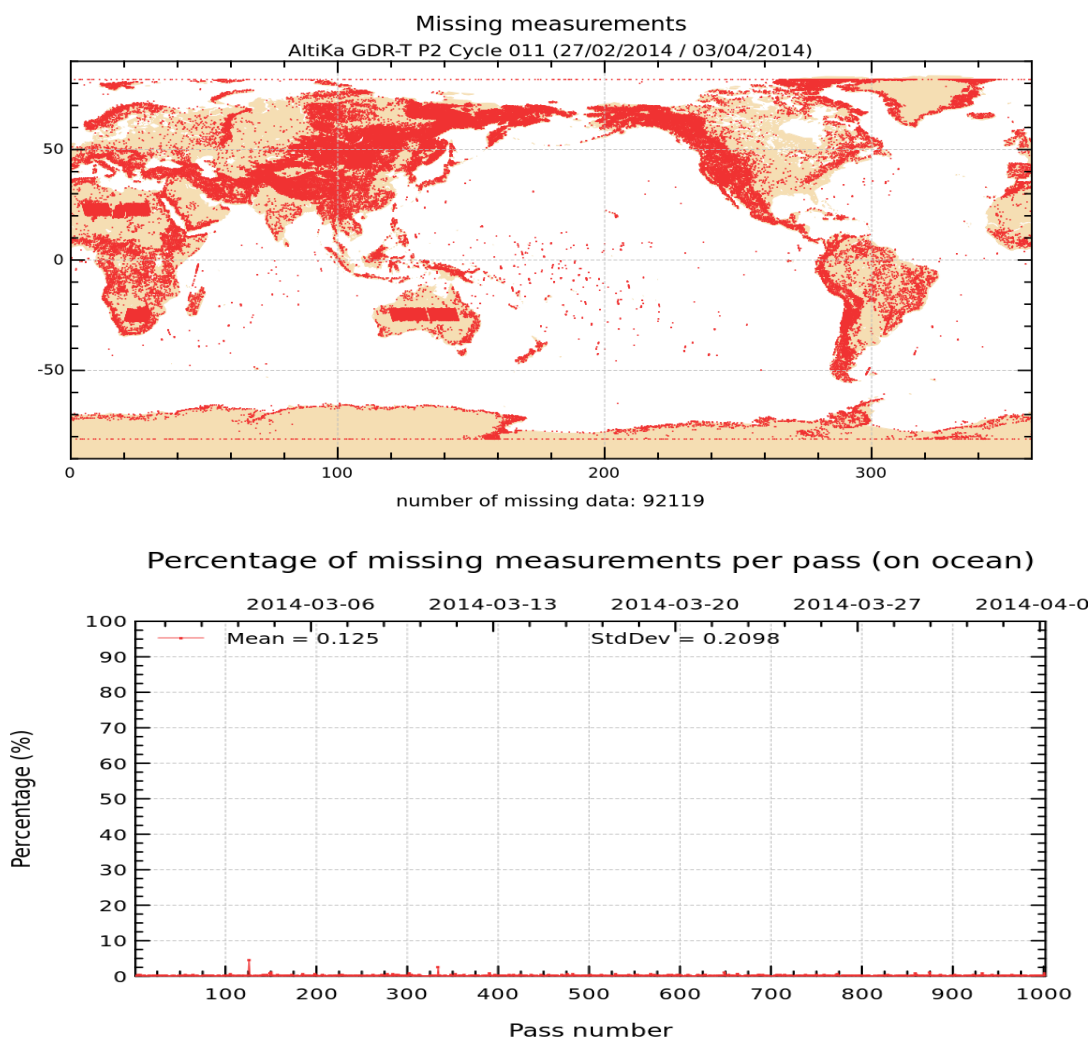 Missing measurements
AltiKa GDR-T P2 Cycle 011 (27/02/2014 / 03/04/2014)
50
0
-50
0 100 200 300
number of missing data: 92119
Percentage of missing measurements per pass (on ocean)
2014-03-06 2014-03-13 2014-03-20 2014-03-27 2014-04-0
Mean = 0.125 StdDev = 0.2098
100
90
80
70
60
50
40
30
20
10
0
Percentage (%)
100 200 300 400 500 600 700 800 900 1000
Pass number